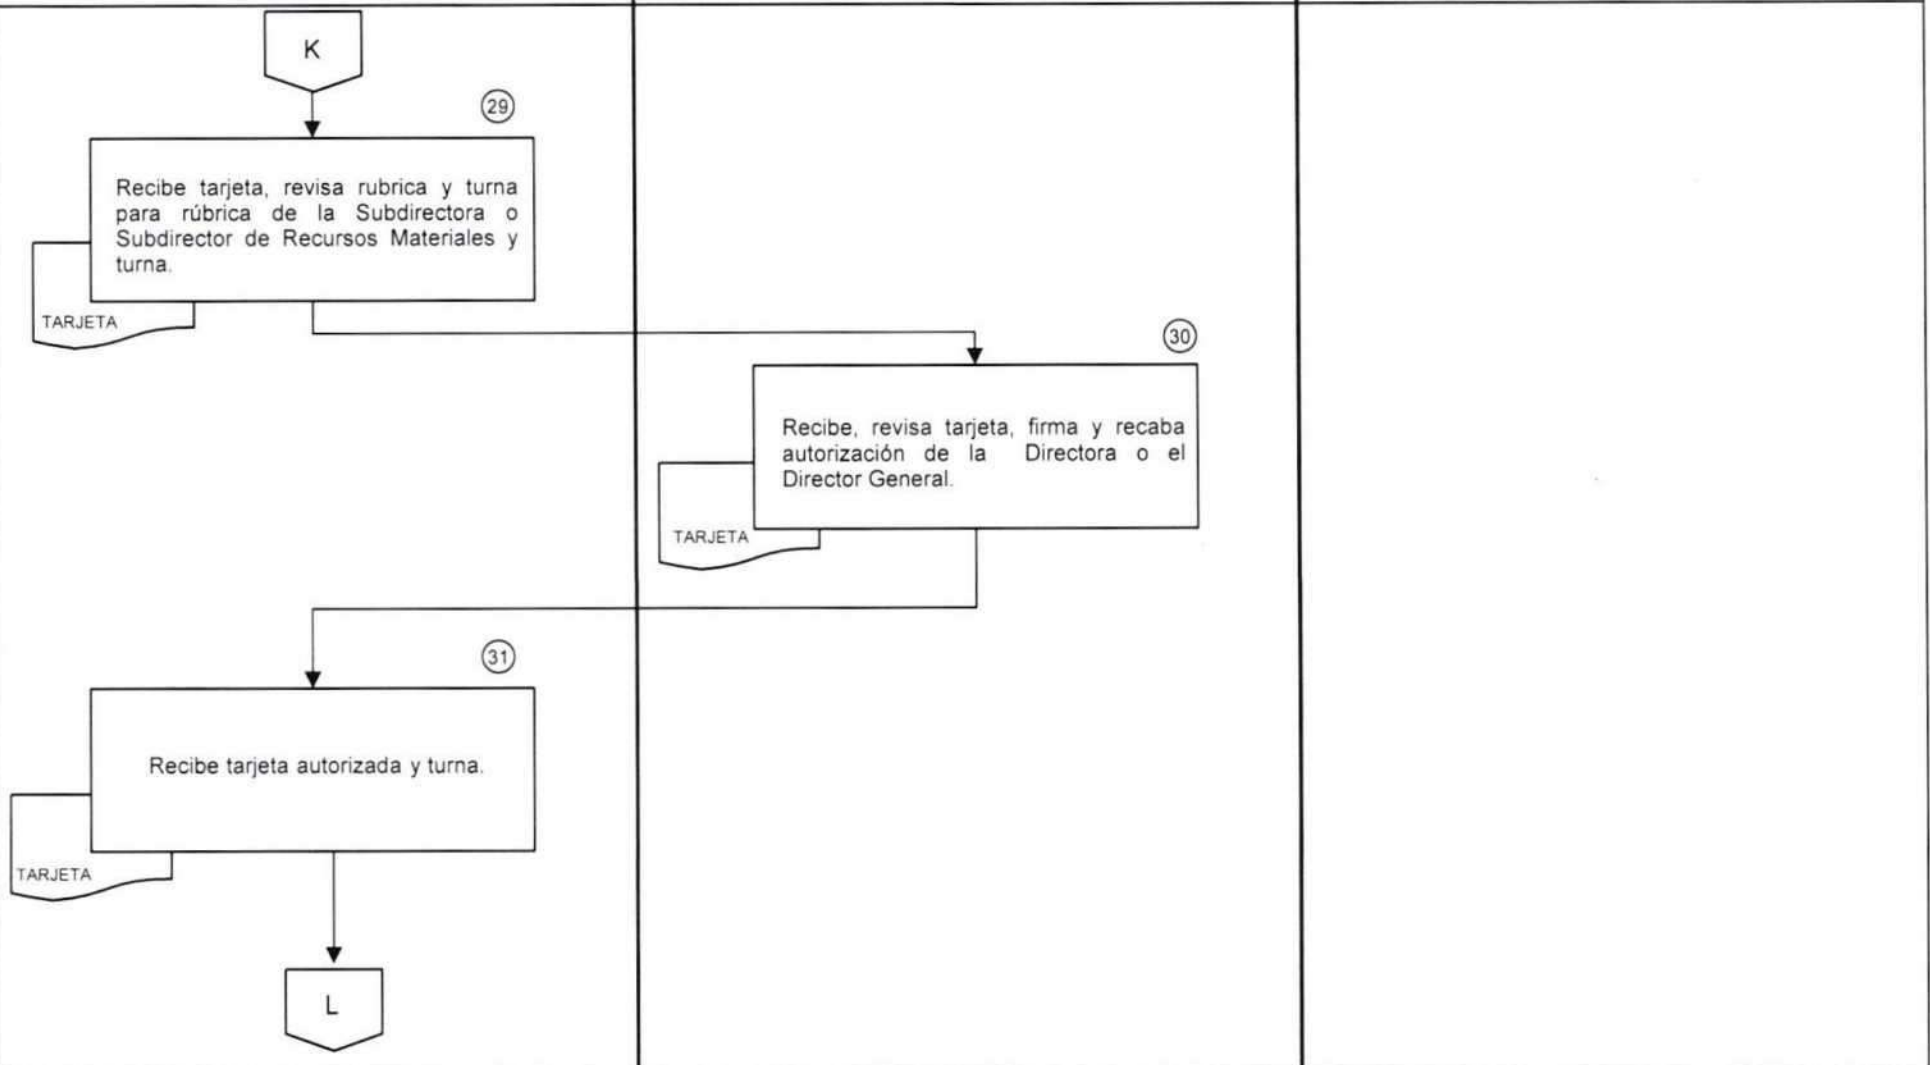 K
29
Recibe tarjeta, revisa rubrica y turna
para rúbrica de la Subdirectora o
Subdirector de Recursos Materiales y
turna.
TARJETA
30
Recibe, revisa tarjeta, firma y recaba
autorización de la Directora o el
Director General.
TARJETA
31
Recibe tarjeta autorizada y turna.
TARJETA
L